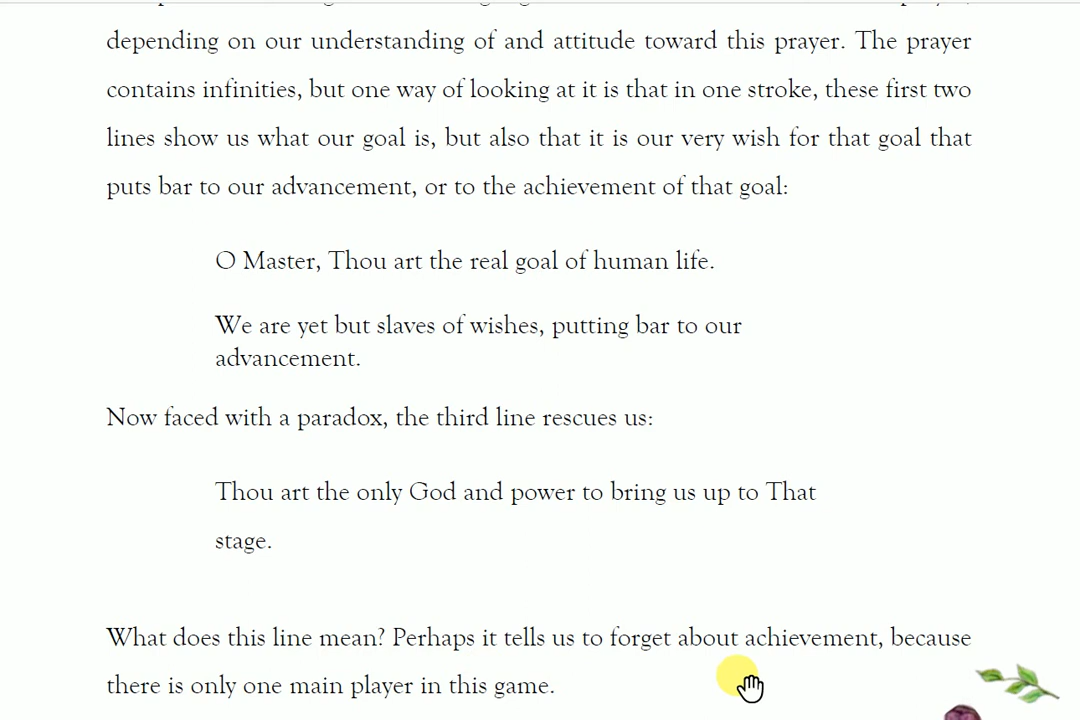 depending on our understanding of and attitude toward this prayer. The prayer
contains infinities, but one way of looking at it is that in one stroke, these first two
lines show us what our goal is, but also that it is our very wish for that goal that
puts bar to our advancement, or to the achievement of that goal:
O Master, Thou art the real goal of human life.
We are yet but slaves of wishes, putting bar to our
advancement.
Now faced with a paradox, the third line rescues us:
Thou art the only God and power to bring us up to That
stage.
What does this line mean? Perhaps it tells us to forget about achievement, because
there is only one main player in this game.